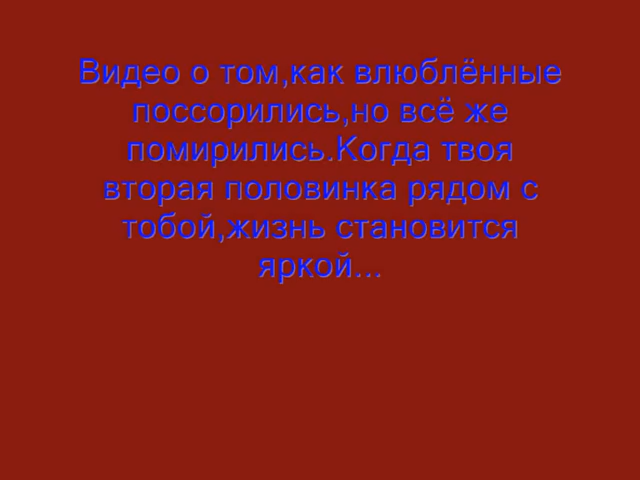 Видео о том,как влюблённые
поссорились,но всё же
помирились.Когда твоя
вторая половинка рядом с
тобой,жизнь становится
яркой...